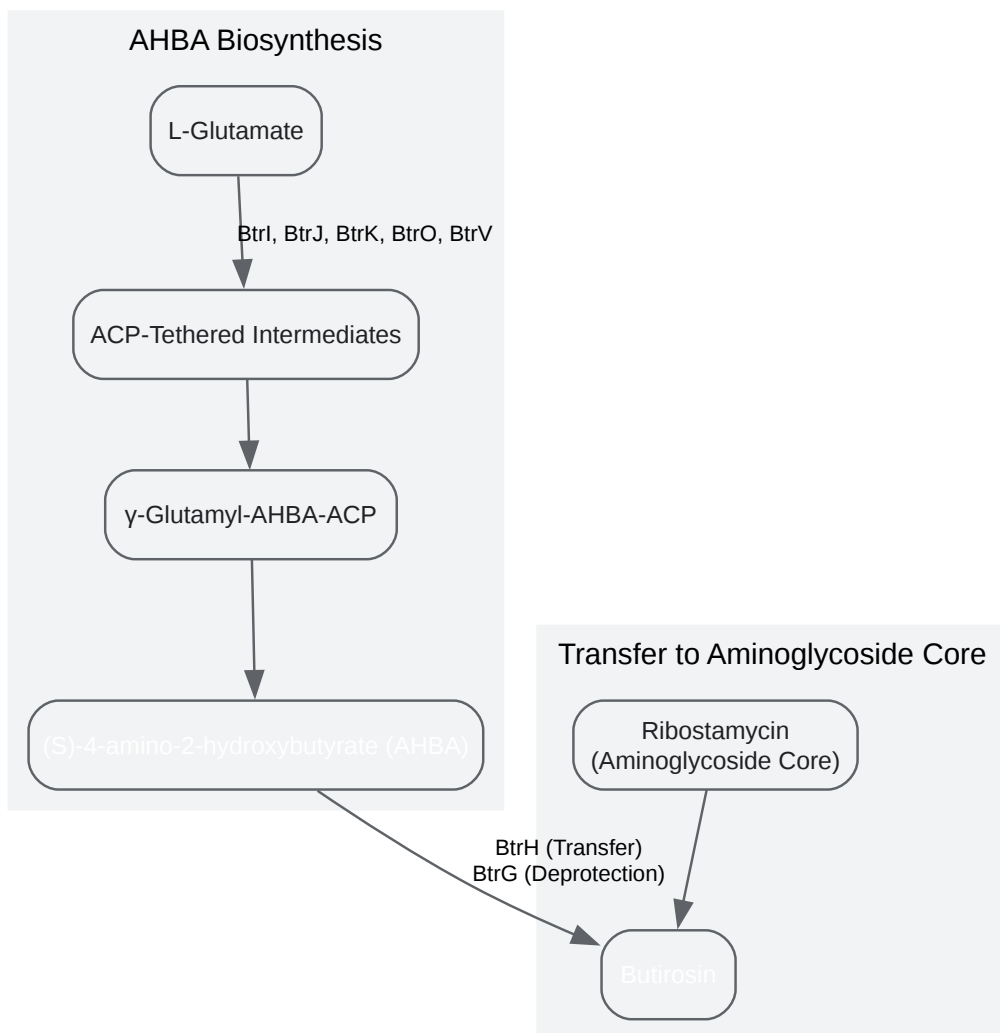 AHBA Biosynthesis
L-Glutamate
BtrI, BtrJ, BtrK, BtrO, BtrV
ACP-Tethered Intermediates
γ-Glutamyl-AHBA-ACP
(S)-4-amino-2-hydroxybutyrate (AHBA)
Transfer to Aminoglycoside Core
Ribostamycin
(Aminoglycoside Core)
BtrH (Transfer)
BtrG (Deprotection)
Butirosin